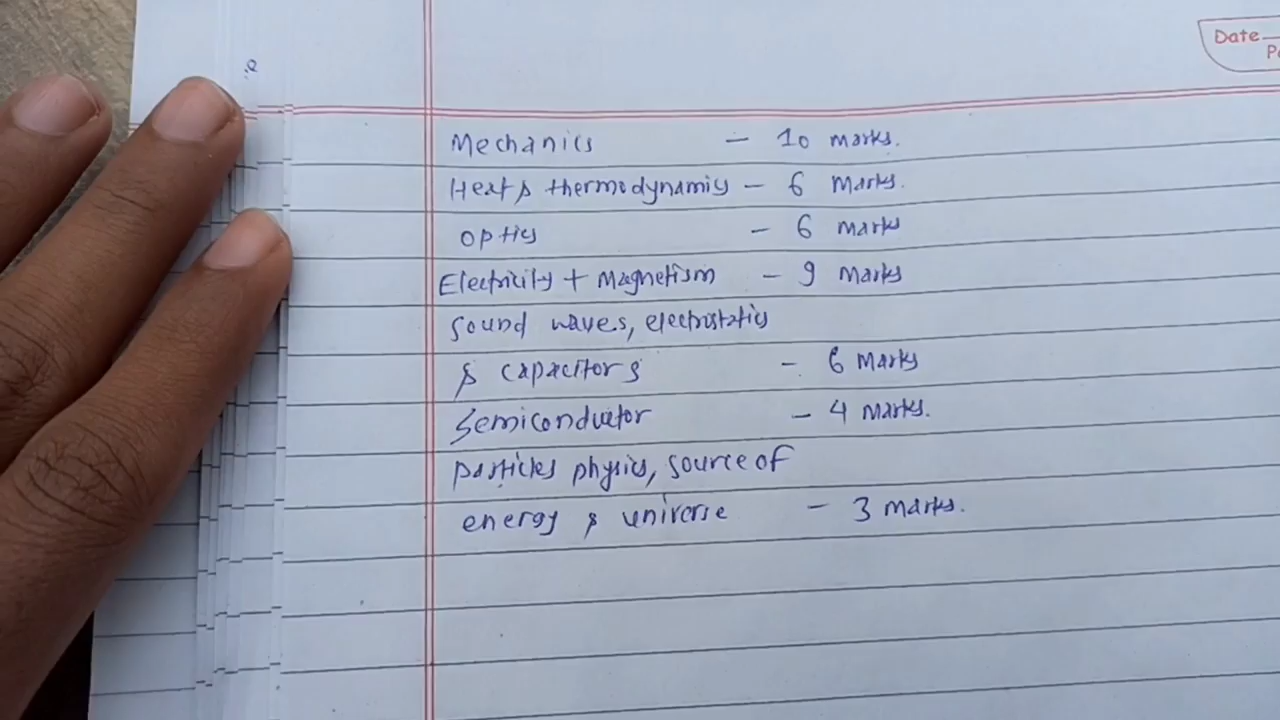 Date
Mechanics - 10 marks.
Heat & thermodynamics - 6 marks.
optics - 6 marks
Electricity + Magnetism - 9 marks
sound waves, electrostatics
& capacitors - 6 marks
Semiconductor - 4 marks.
particles physics, source of
energy & universe - 3 marks.